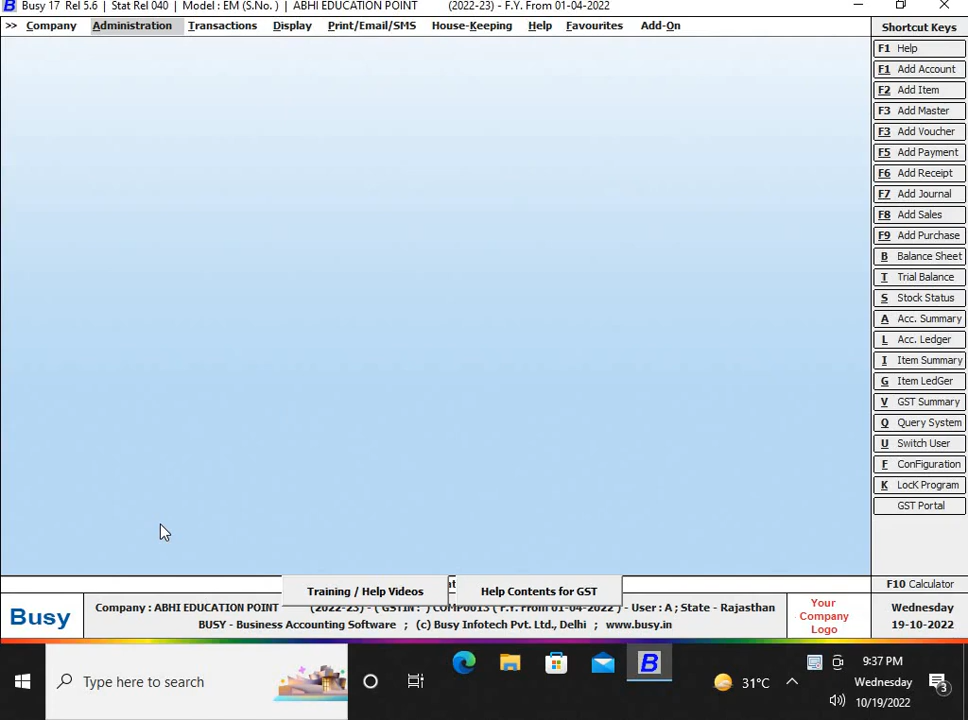 B Busy 17 Rel 5.6 | Stat Rel 040 | Model : EM (S.No. ) | ABHI EDUCATION POINT (2022-23) - F.Y. From 01-04-2022
>> Company Administration Transactions Display Print/Email/SMS House-Keeping Help Favourites Add-On
Shortcut Keys
F1 Help
F1 Add Account
F2 Add Item
F3 Add Master
F3 Add Voucher
F5 Add Payment
F6 Add Receipt
F7 Add Journal
F8 Add Sales
F9 Add Purchase
B Balance Sheet
T Trial Balance
S Stock Status
A Acc. Summary
L Acc. Ledger
I Item Summary
G Item LedGer
V GST Summary
Q Query System
U Switch User
F ConFiguration
K LocK Program
GST Portal
F10 Calculator
Training / Help Videos
Help Contents for GST
Busy
Company : ABHI EDUCATION POINT (2022-23) - ( GSTIN : ) COMP0013 ( F.Y. From 01-04-2022 ) - User : A ; State - Rajasthan
BUSY - Business Accounting Software ; (c) Busy Infotech Pvt. Ltd., Delhi ; www.busy.in
Your
Company
Logo
Wednesday
19-10-2022
Type here to search
B
31°C
9:37 PM
Wednesday
10/19/2022
3